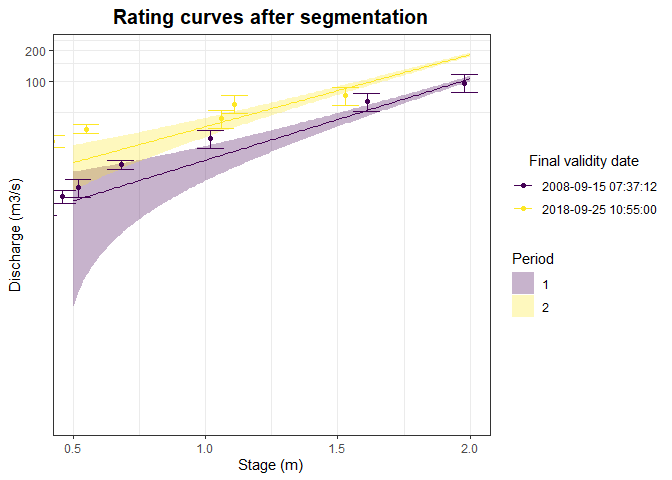 Rating curves after segmentation
200
100
Discharge (m3/s)
0.5
1.0
1.5
2.0
Stage (m)
Final validity date
2008-09-15 07:37:12
2018-09-25 10:55:00
Period
1
2